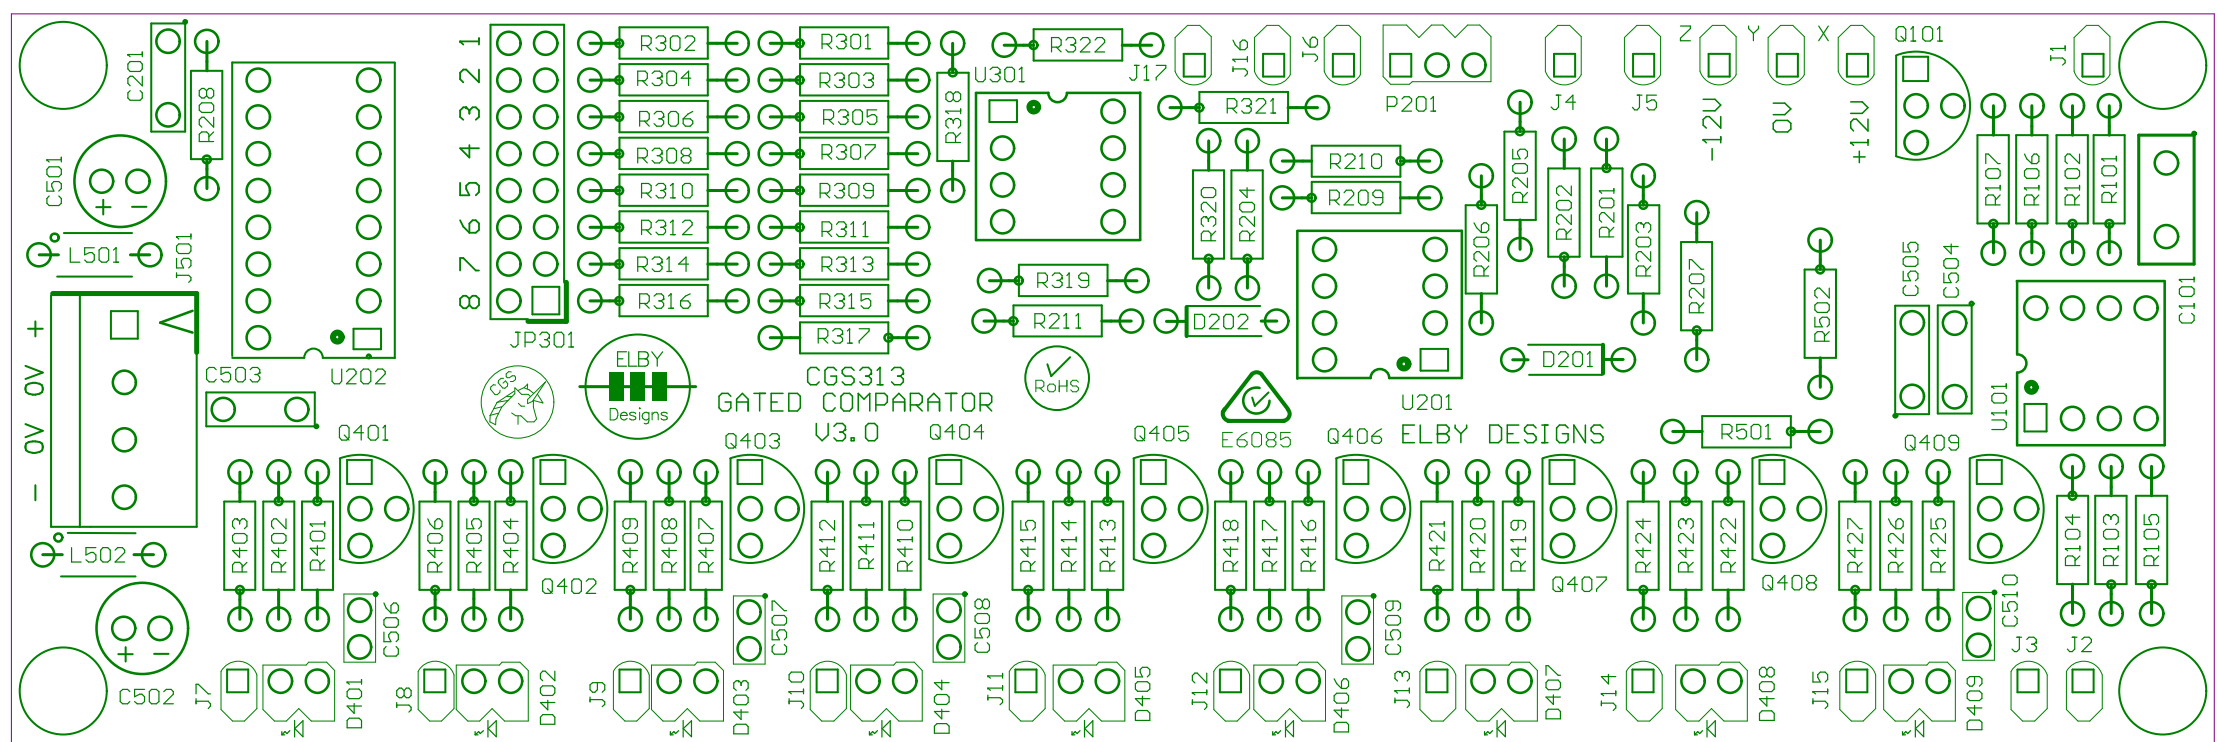 C201
R208
1
R302
R301
R322
U301
J17
J16
J6
P201
J4
J5
Z
Y
X
Q101
J1
2
R304
R303
R318
R321
-12V
0V
+12V
3
R306
R305
4
R308
R307
R210
R205
C501
5
R310
R309
R320
R204
R209
R202
R201
R107
R106
R102
R101
6
R312
R311
R206
R203
L501
J501
7
R314
R313
R319
R207
R502
C505
C504
C101
8
R316
R315
R211
D202
+
JP301
R317
D201
C503
U202
CGS
ELBY
Designs
CGS313
RoHS
U201
U101
0V
GATED COMPARATOR
V3.0
E6085
ELBY DESIGNS
R501
0V
Q401
Q403
Q404
Q405
Q406
Q409
-
R403
R402
R401
R406
R405
R404
R409
R408
R407
R412
R411
R410
R415
R414
R413
R418
R417
R416
R421
R420
R419
R424
R423
R422
R427
R426
R425
R104
R103
R105
L502
Q402
Q407
Q408
+ -
C506
C507
C508
C509
C510
J3
J2
C502
J7
D401
J8
D402
J9
D403
J10
D404
J11
D405
J12
D406
J13
D407
J14
D408
J15
D409